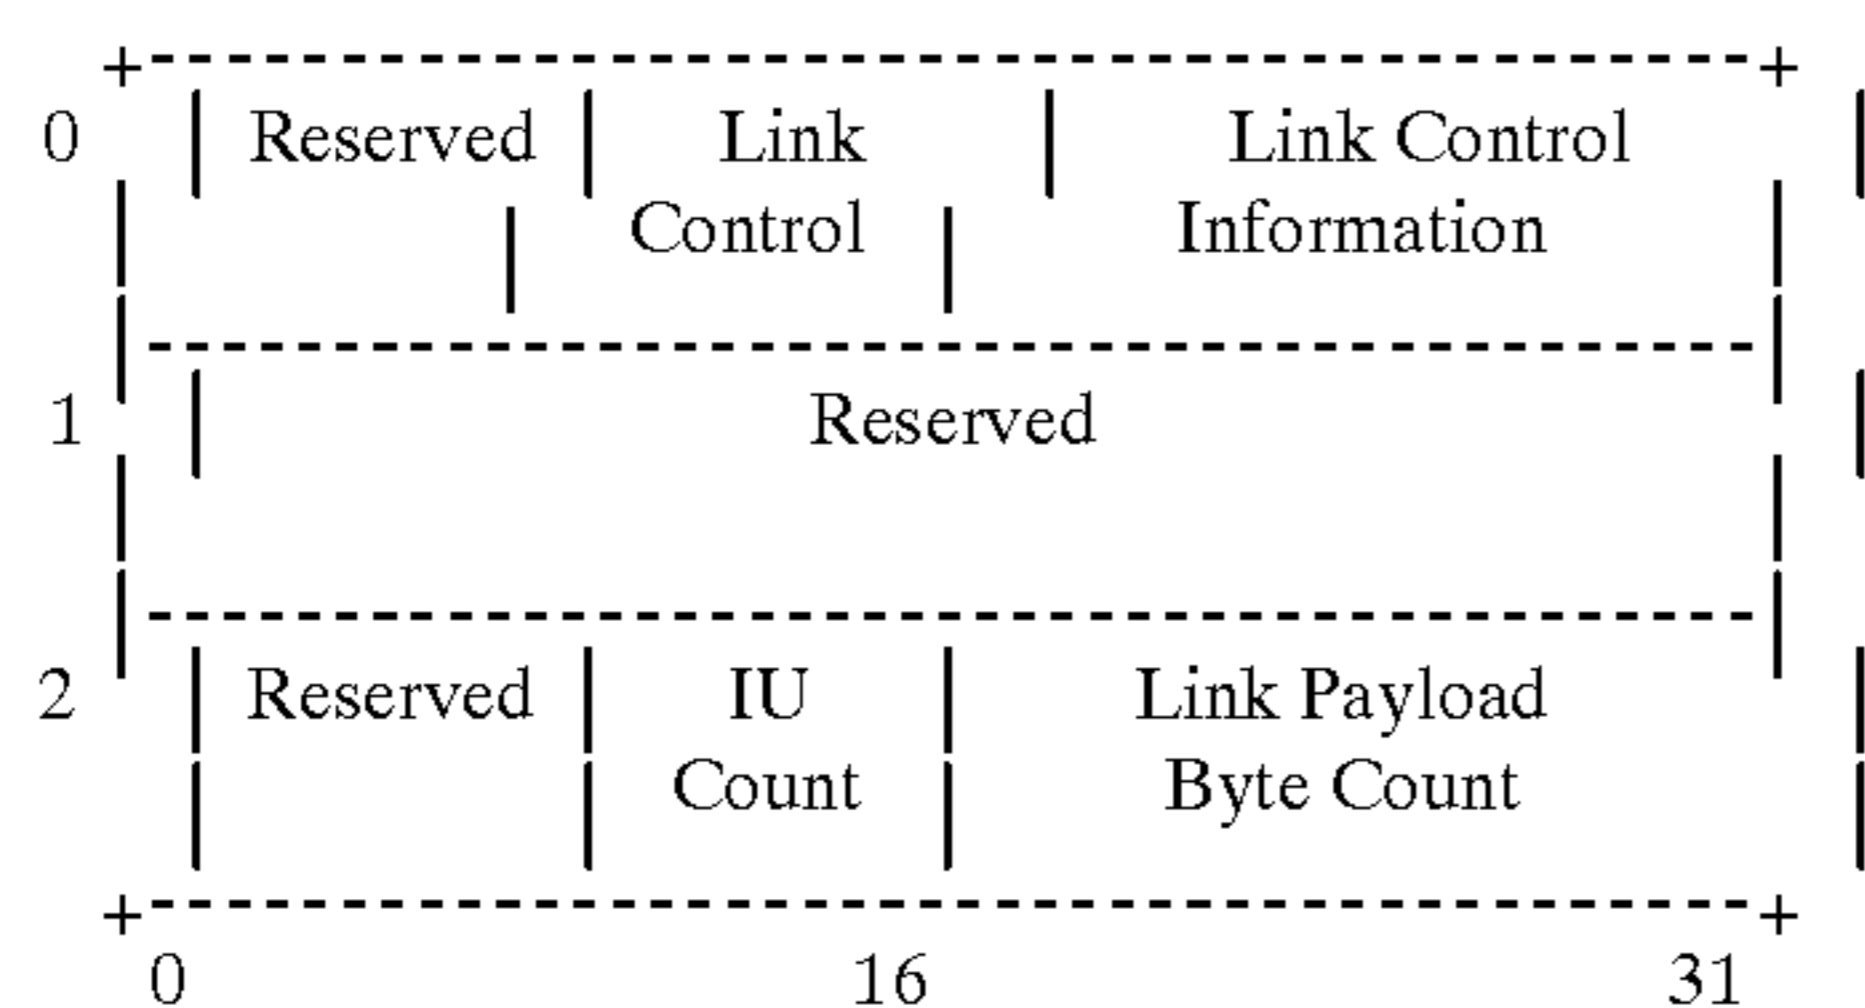 +-------------------------------------------+
0 | Reserved | Link | Link Control |
| | Control | Information |
|-------------------------------------------|
1 | Reserved |
| |
|-------------------------------------------|
2 | Reserved | IU | Link Payload |
| | Count | Byte Count |
+-------------------------------------------+
0 16 31